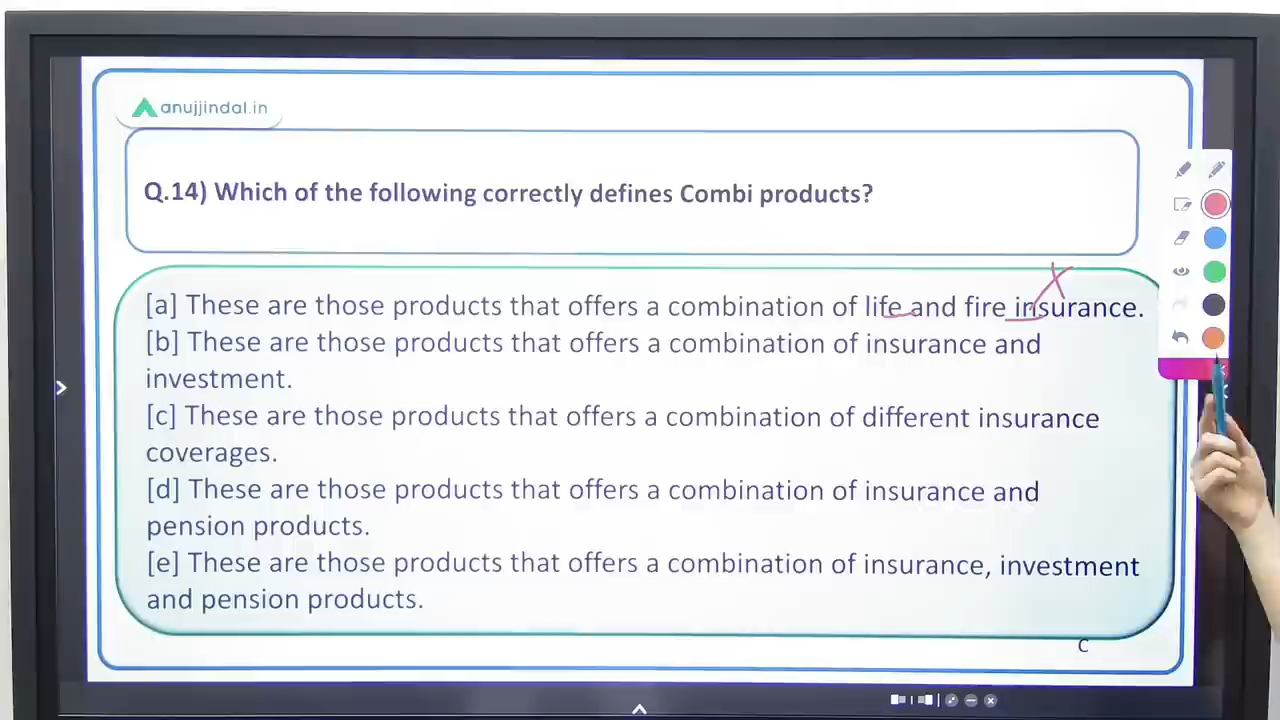 anujjindal.in
Q.14) Which of the following correctly defines Combi products?
[a] These are those products that offers a combination of life and fire insurance.
[b] These are those products that offers a combination of insurance and
investment.
[c] These are those products that offers a combination of different insurance
coverages.
[d] These are those products that offers a combination of insurance and
pension products.
[e] These are those products that offers a combination of insurance, investment
and pension products.
C